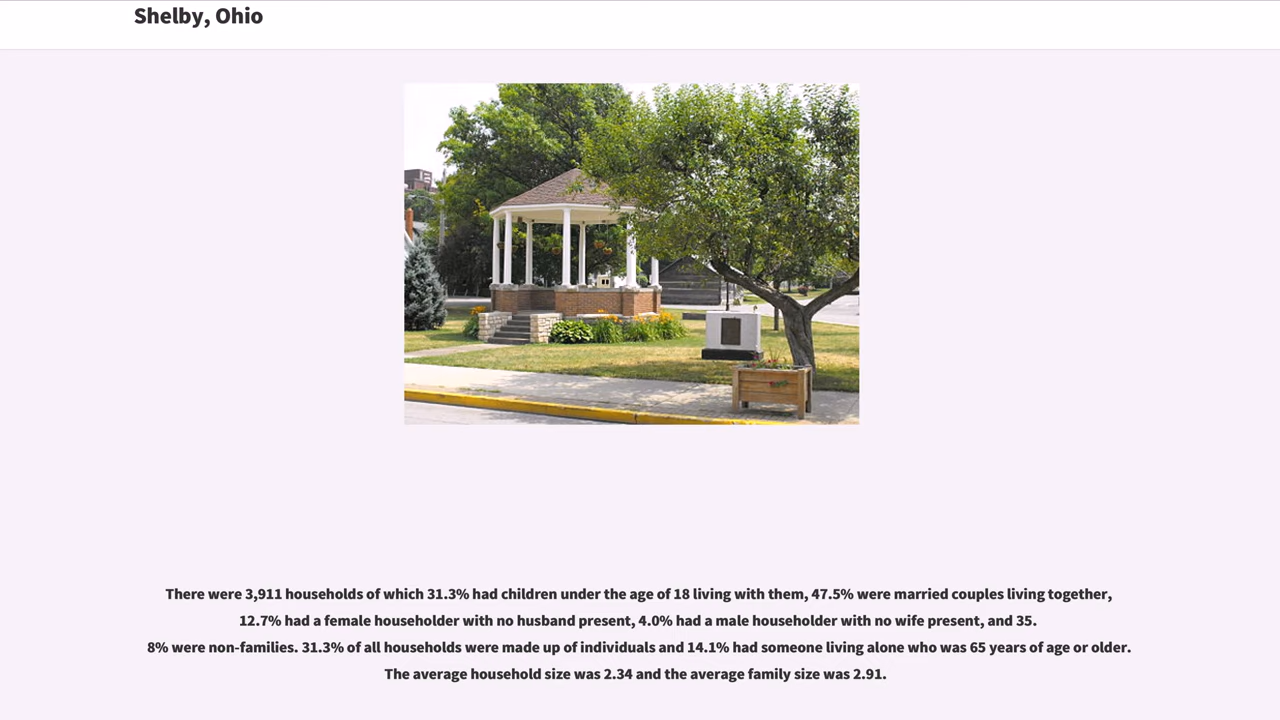 Shelby, Ohio
There were 3,911 households of which 31.3% had children under the age of 18 living with them, 47.5% were married couples living together,
12.7% had a female householder with no husband present, 4.0% had a male householder with no wife present, and 35.
8% were non-families. 31.3% of all households were made up of individuals and 14.1% had someone living alone who was 65 years of age or older.
The average household size was 2.34 and the average family size was 2.91.